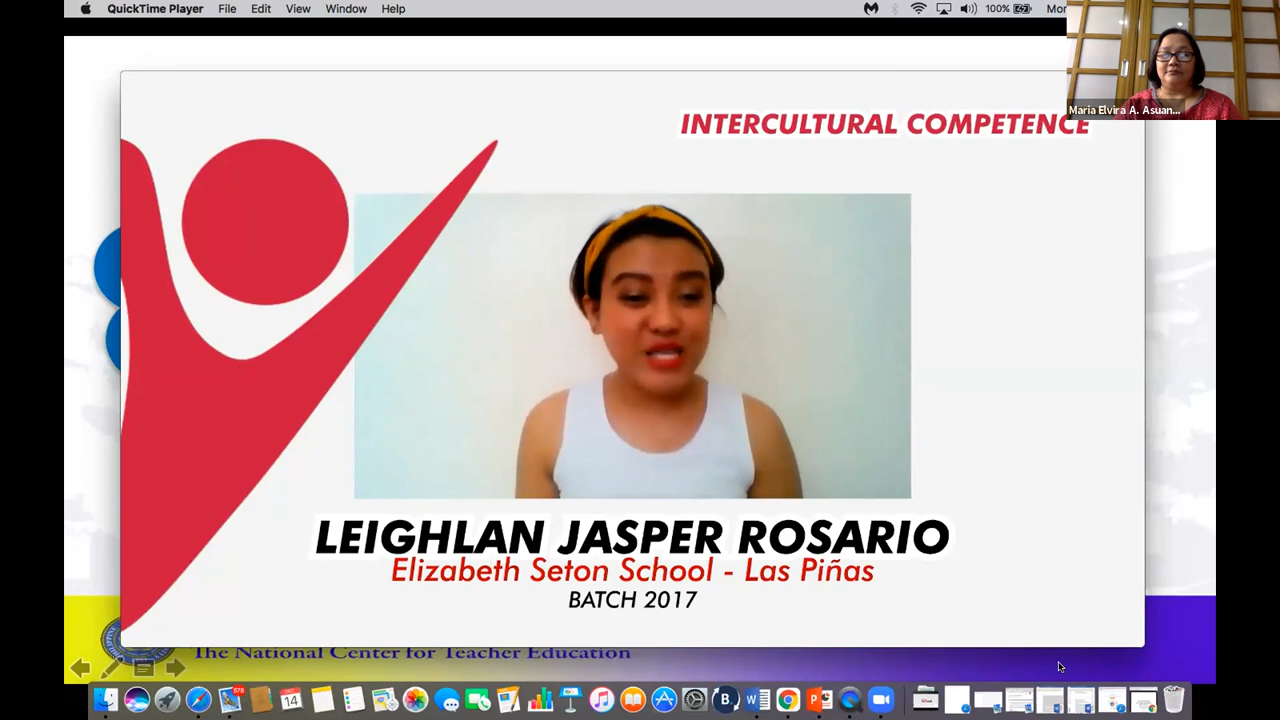 QuickTime Player File Edit View Window Help 100% Mon
Maria Elvira A. Asuan...
INTERCULTURAL COMPETENCE
LEIGHLAN JASPER ROSARIO
Elizabeth Seton School - Las Piñas
BATCH 2017
The National Center for Teacher Education